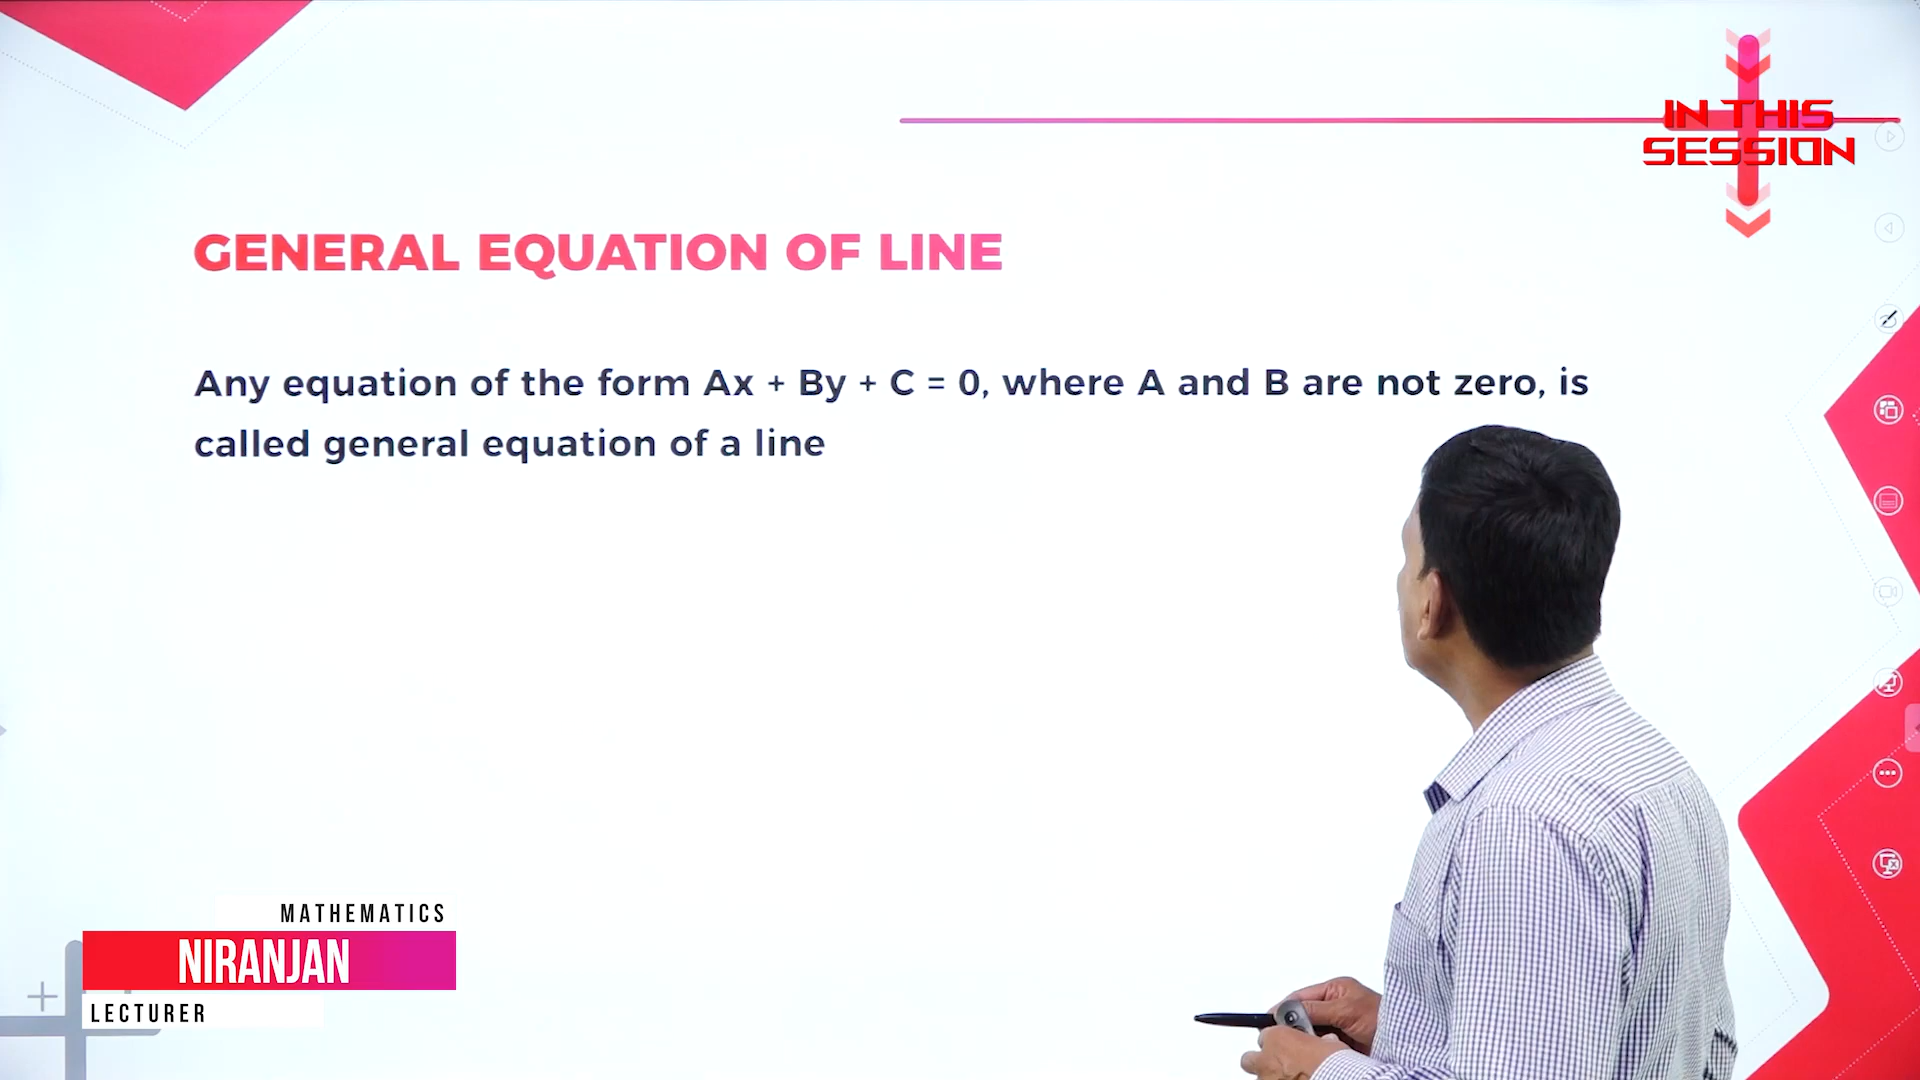 IN THIS
SESSION
GENERAL EQUATION OF LINE
Any equation of the form Ax + By + C = 0, where A and B are not zero, is
called general equation of a line
MATHEMATICS
NIRANJAN
LECTURER